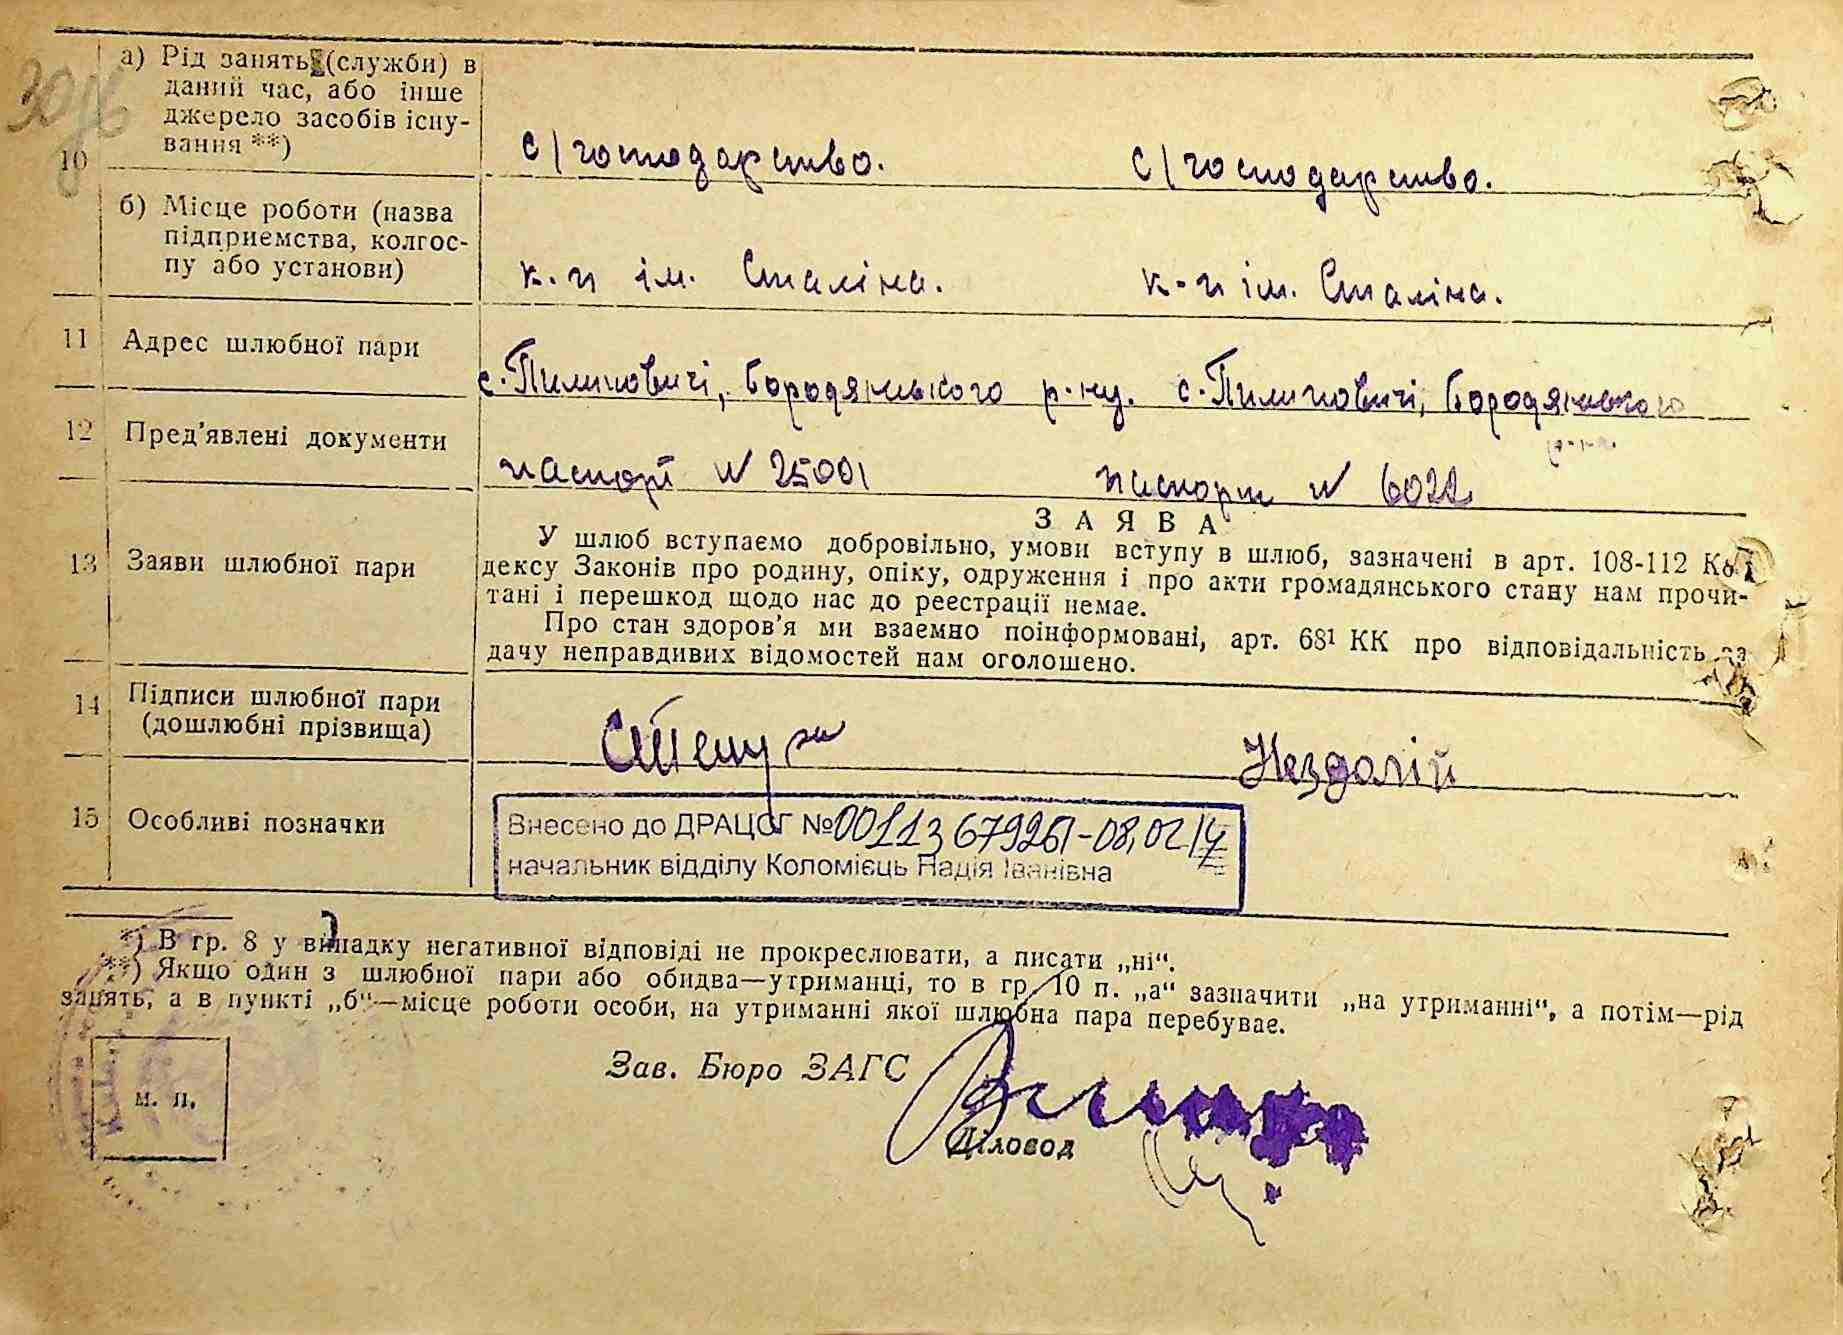 а) Рід занять (служби) в
даний час, або інше
джерело засобів існу-
вання **)
10
с/господарство. с/господарство.
б) Місце роботи (назва
підприємства, колгос-
пу або установи)
к-п ім. Сталіна. к-п ім. Сталіна.
11 Адрес шлюбної пари
с. Пилиповичі, Бородянського р-ну. с. Пилиповичі, Бородянського
р-на
12 Пред'явлені документи
паспорт № 25001 паспорт № 6022
13 Заяви шлюбної пари
ЗАЯВА
У шлюб вступаємо добровільно, умови вступу в шлюб, зазначені в арт. 108-112 Ко-
дексу Законів про родину, опіку, одруження і про акти громадянського стану нам прочи-
тані і перешкод щодо нас до реєстрації немає.
Про стан здоров'я ми взаємно поінформовані, арт. 68¹ КК про відповідальність за
дачу неправдивих відомостей нам оголошено.
14 Підписи шлюбної пари
(дошлюбні прізвища)
Нездолій
15 Особливі позначки
Внесено до ДРАЦСГ №00113679261-08,02,14
начальник відділу Коломієць Надія Іванівна
*) В гр. 8 у випадку негативної відповіді не прокреслювати, а писати „ні“.
**) Якщо один з шлюбної пари або обидва—утриманці, то в гр. 10 п. „а“ зазначити „на утриманні“, а потім—рід
занять, а в пункті „б“—місце роботи особи, на утриманні якої шлюбна пара перебуває.
Зав. Бюро ЗАГС
м. п.
Діловод